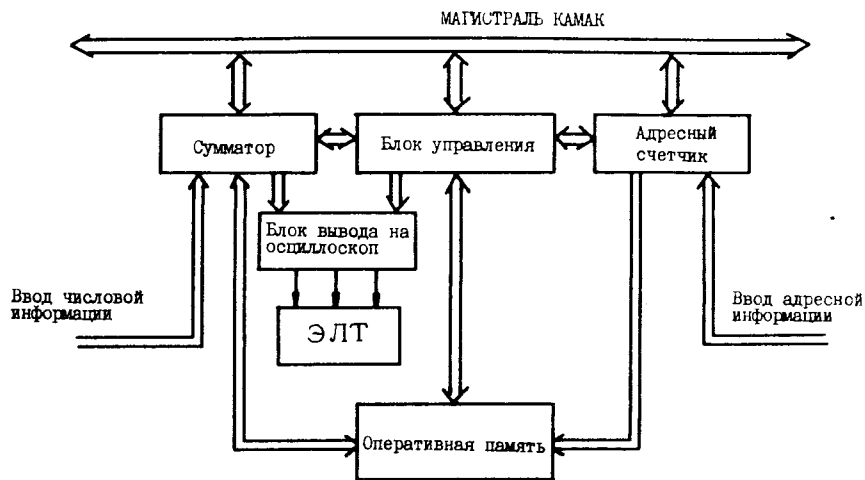 МАГИСТРАЛЬ КАМАК
Сумматор
Блок управления
Адресный
счетчик
Блок вывода на
осциллоскоп
Ввод числовой
информации
ЭЛТ
Ввод адресной
информации
Оперативная память